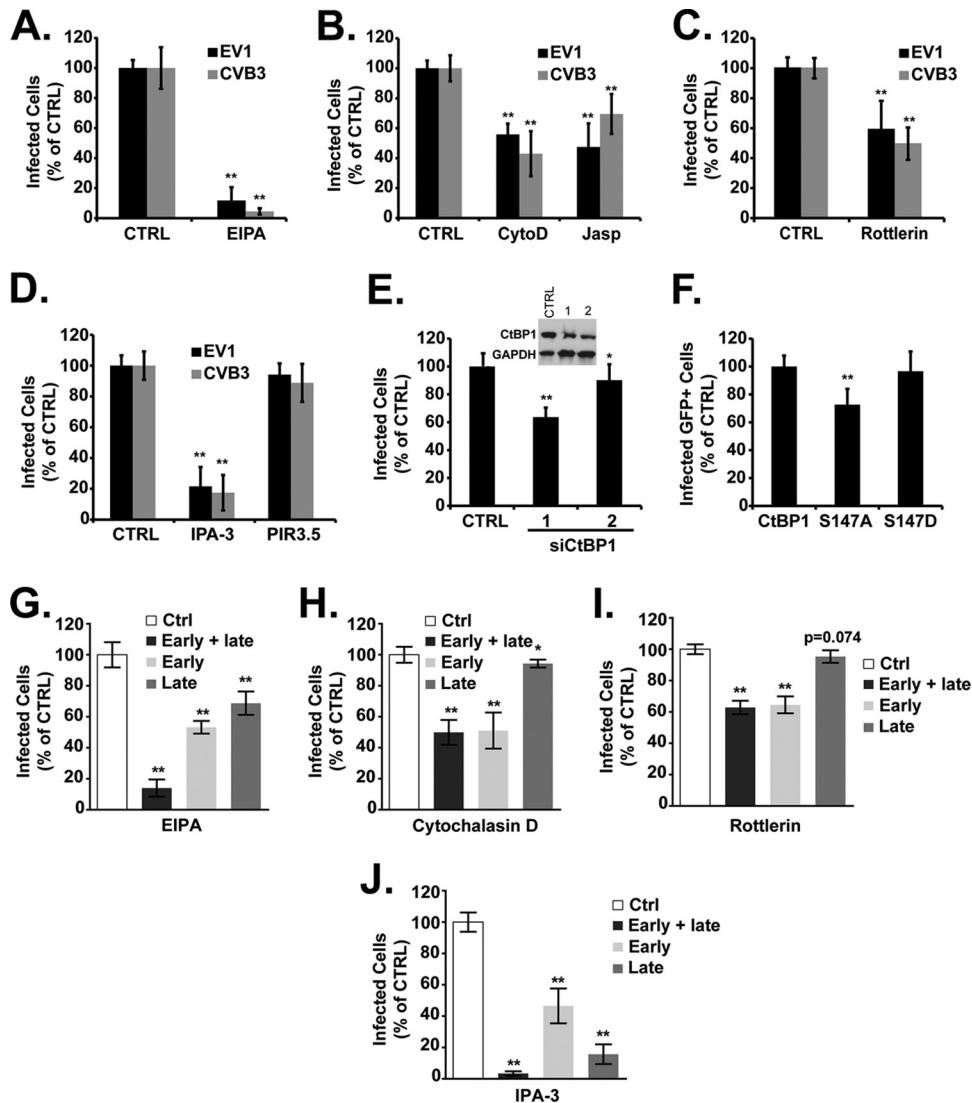 A.
120
100
80
60
40
20
0
Infected Cells
(% of CTRL)
EV1
CVB3
**
**
CTRL
EIPA
B.
120
100
80
60
40
20
0
Infected Cells
(% of CTRL)
EV1
CVB3
**
**
**
**
CTRL
CytoD
Jasp
C.
120
100
80
60
40
20
0
Infected Cells
(% of CTRL)
EV1
CVB3
**
**
CTRL
Rottlerin
D.
120
100
80
60
40
20
0
Infected Cells
(% of CTRL)
EV1
CVB3
**
**
CTRL
IPA-3
PIR3.5
E.
CTRL
1
2
CtBP1
GAPDH
120
100
80
60
40
20
0
Infected Cells
(% of CTRL)
**
*
CTRL
1
2
siCtBP1
F.
120
100
80
60
40
20
0
Infected GFP+ Cells
(% of CTRL)
**
CtBP1
S147A
S147D
G.
Ctrl
Early + late
Early
Late
120
100
80
60
40
20
0
Infected Cells
(% of CTRL)
**
**
**
EIPA
H.
Ctrl
Early + late
Early
Late
120
100
80
60
40
20
0
Infected Cells
(% of CTRL)
**
**
*
Cytochalasin D
I.
120
100
80
60
40
20
0
Infected Cells
(% of CTRL)
**
**
p=0.074
Ctrl
Early + late
Early
Late
Rottlerin
J.
120
100
80
60
40
20
0
Infected Cells
(% of CTRL)
**
**
**
Ctrl
Early + late
Early
Late
IPA-3